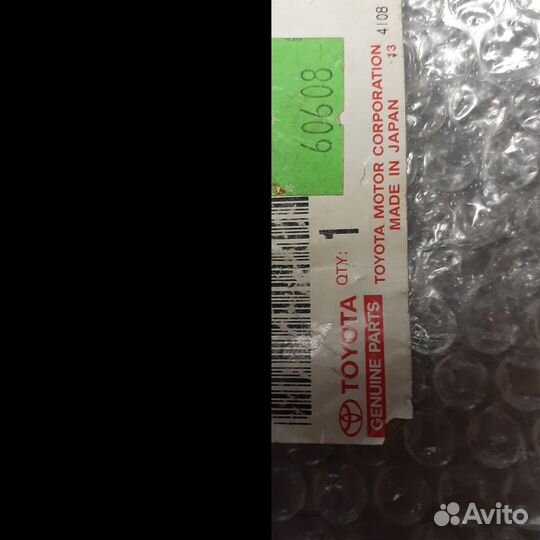 60608
QTY: 1
TOYOTA
GENUINE PARTS
TOYOTA MOTOR CORPORATION
MADE IN JAPAN
13
4108
Avito